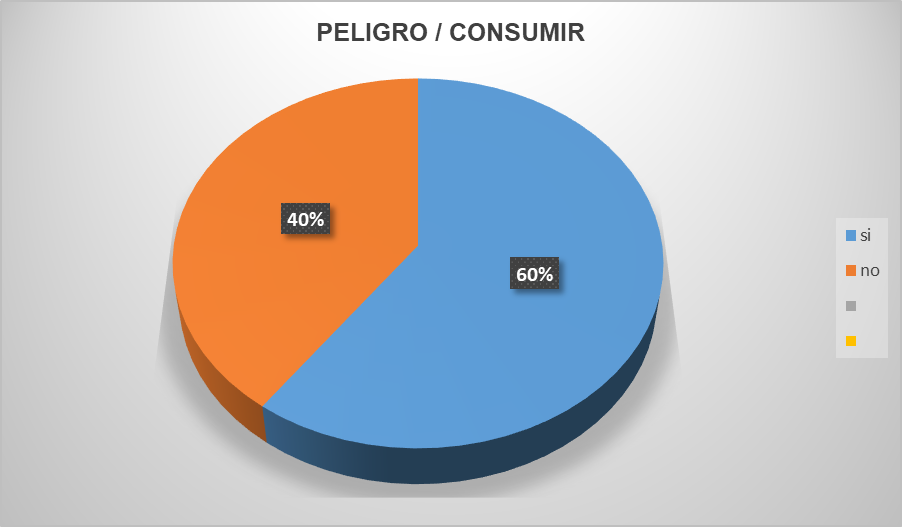 PELIGRO / CONSUMIR
40%
60%
si
no